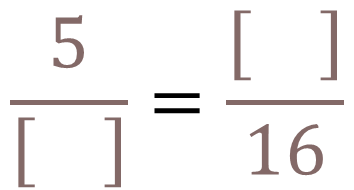 5/[ ] = [ ]/16